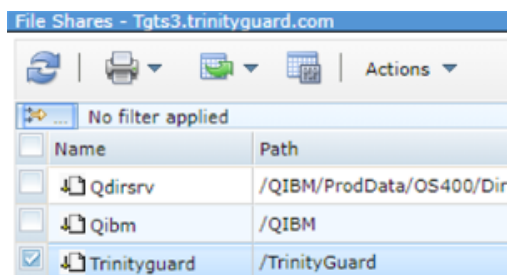 File Shares - Tgts3.trinityguard.com
Actions
... No filter applied
Name Path
Qdirsrv /QIBM/ProdData/OS400/Dir
Qibm /QIBM
Trinityguard /TrinityGuard